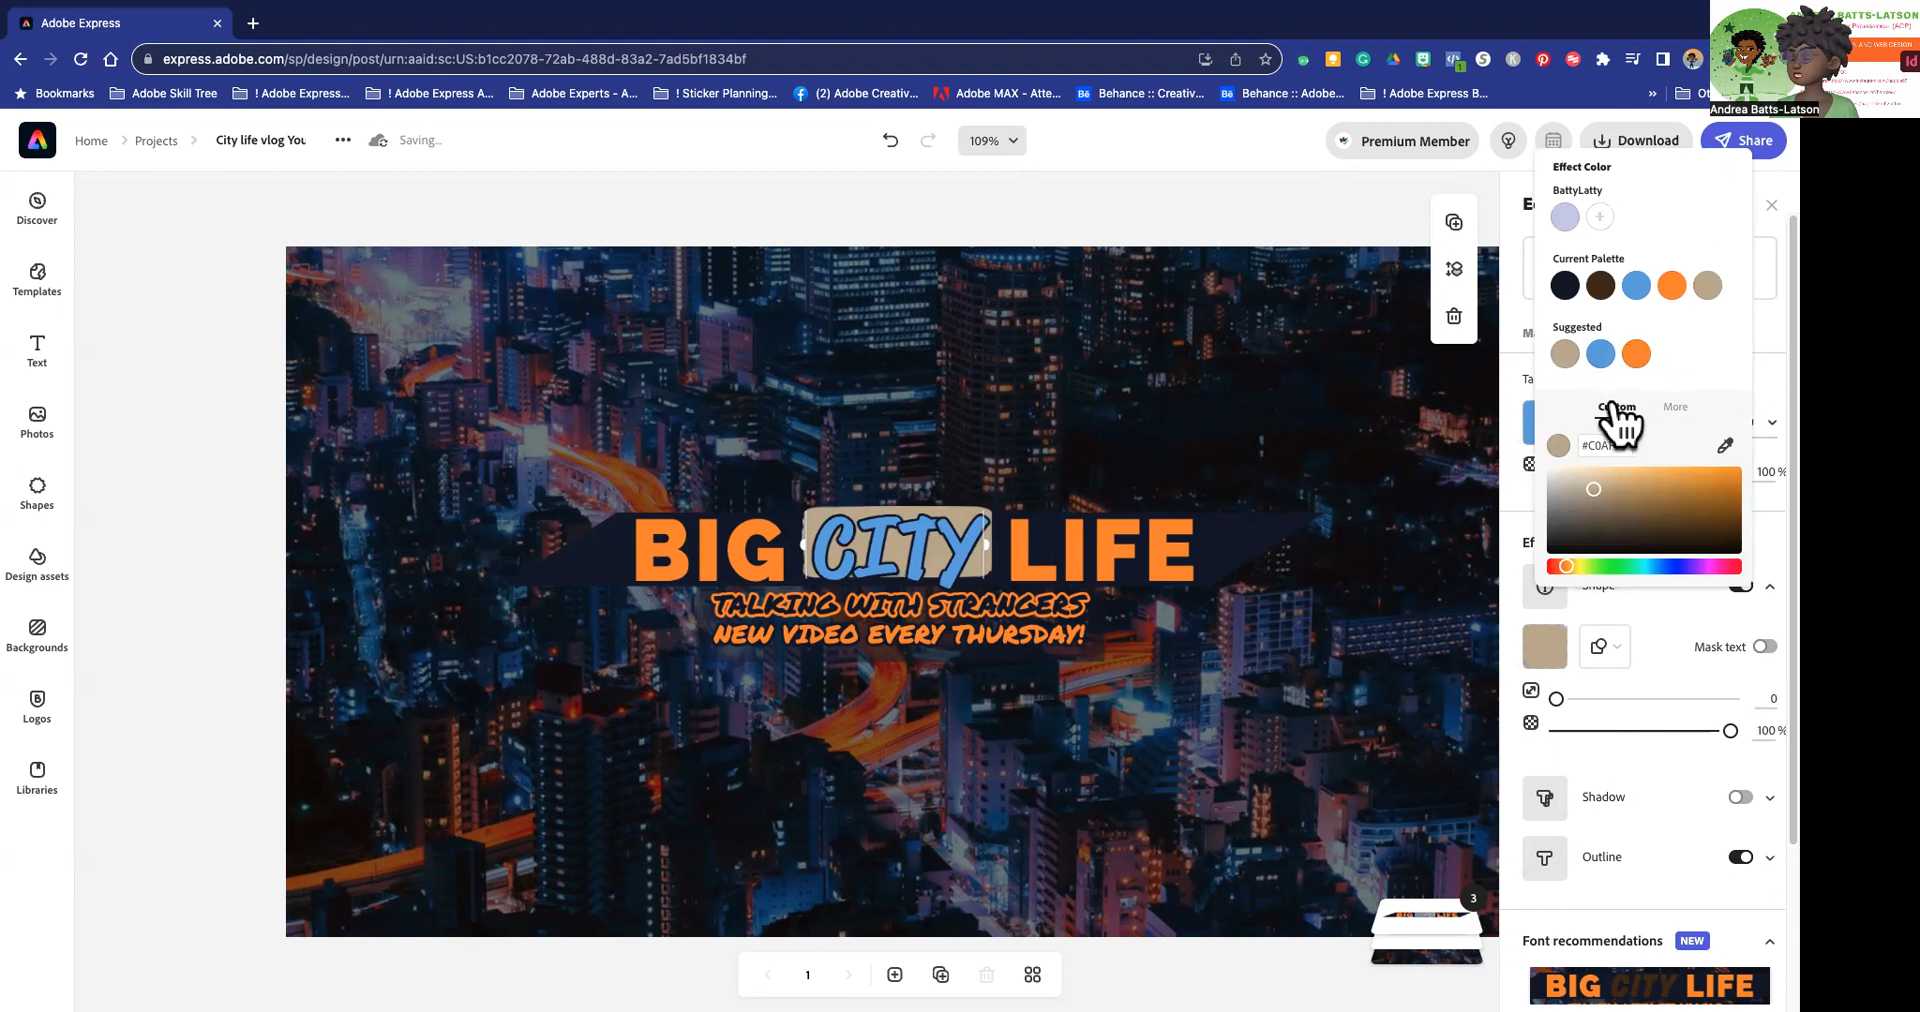 Adobe Express
BATTS-LATSON
express.adobe.com/sp/design/post/urn:aaid:sc:US:b1cc2078-72ab-488d-83a2-7ad5bf1834bf
AND WEB DESIGN
Id
Bookmarks
Adobe Skill Tree
! Adobe Express...
! Adobe Express A...
Adobe Experts - A...
! Sticker Planning...
(2) Adobe Creativ...
Adobe MAX - Atte...
Behance :: Creativ...
Behance :: Adobe...
! Adobe Express B...
»
Andrea Batts-Latson
Home
Projects
City life vlog You
Saving...
109%
Premium Member
Download
Share
Effect Color
BattyLatty
Current Palette
Suggested
More
100 %
Discover
Templates
Text
Photos
Shapes
Design assets
Backgrounds
Logos
Libraries
BIG CITY LIFE
TALKING WITH STRANGERS
NEW VIDEO EVERY THURSDAY!
Mask text
0
100 %
Shadow
Outline
3
1
Font recommendations NEW
BIG CITY LIFE